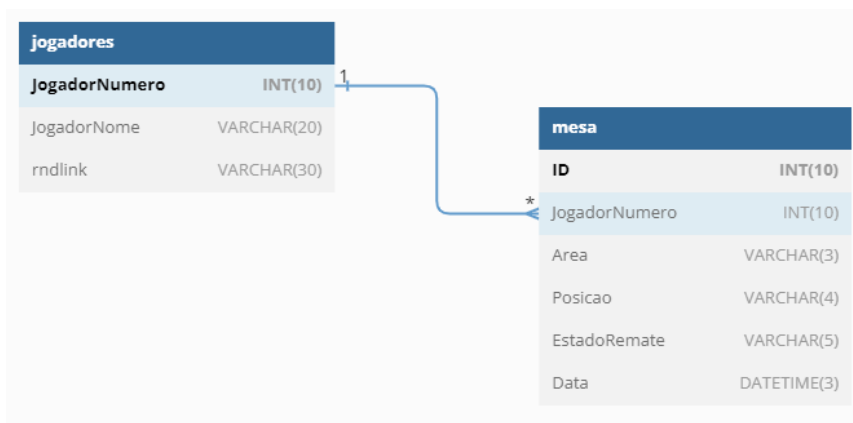 jogadores
JogadorNumero INT(10)
JogadorNome VARCHAR(20)
rndlink VARCHAR(30)
1
*
mesa
ID INT(10)
JogadorNumero INT(10)
Area VARCHAR(3)
Posicao VARCHAR(4)
EstadoRemate VARCHAR(5)
Data DATETIME(3)